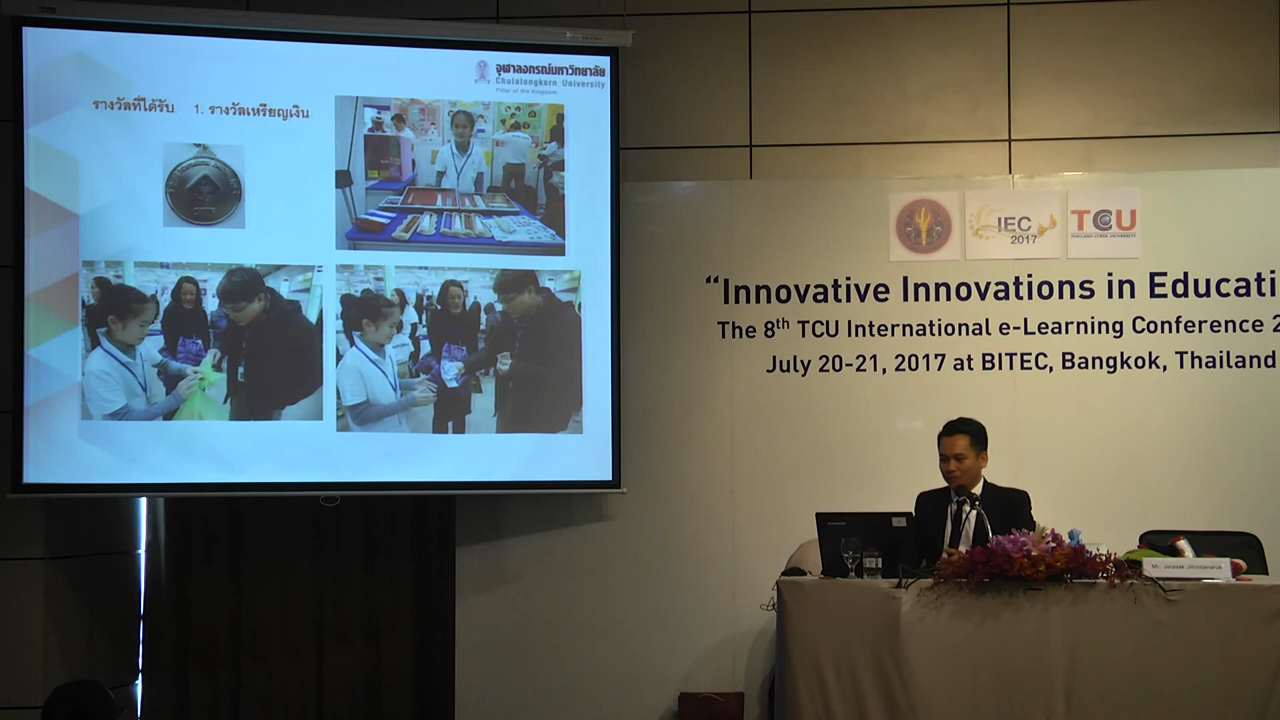 จุฬาลงกรณ์มหาวิทยาลัย
Chulalongkorn University
Pillar of the Kingdom
รางวัลที่ได้รับ 1. รางวัลเหรียญเงิน
IEC
2017
TCU
THAILAND CYBER UNIVERSITY
“Innovative Innovations in Educati
The 8th TCU International e-Learning Conference 2
July 20-21, 2017 at BITEC, Bangkok, Thailand
Mr. Jerasak Jitrotjanaruk